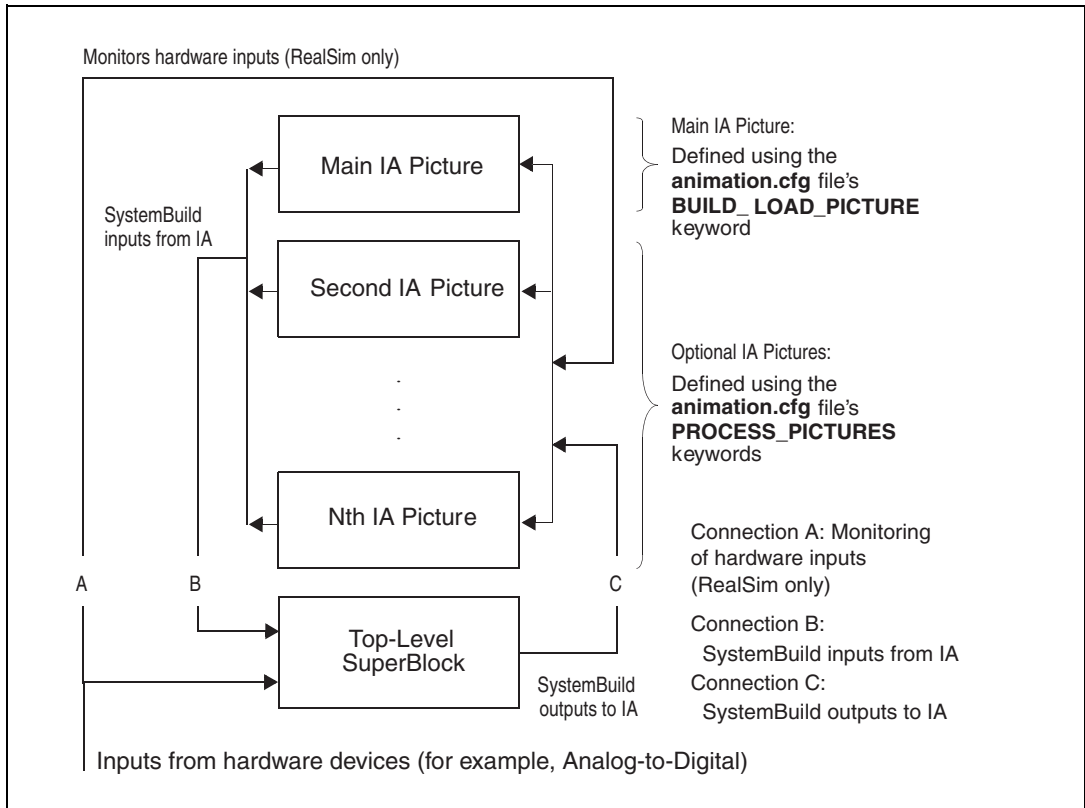 Monitors hardware inputs (RealSim only)
Main IA Picture
Main IA Picture:
Defined using the
animation.cfg file's
BUILD_ LOAD_PICTURE
keyword
SystemBuild
inputs from IA
Second IA Picture
Optional IA Pictures:
Defined using the
animation.cfg file's
PROCESS_PICTURES
keywords
Nth IA Picture
Connection A: Monitoring
of hardware inputs
(RealSim only)
A
B
C
Connection B:
SystemBuild inputs from IA
Connection C:
SystemBuild outputs to IA
Top-Level
SuperBlock
SystemBuild
outputs to IA
Inputs from hardware devices (for example, Analog-to-Digital)